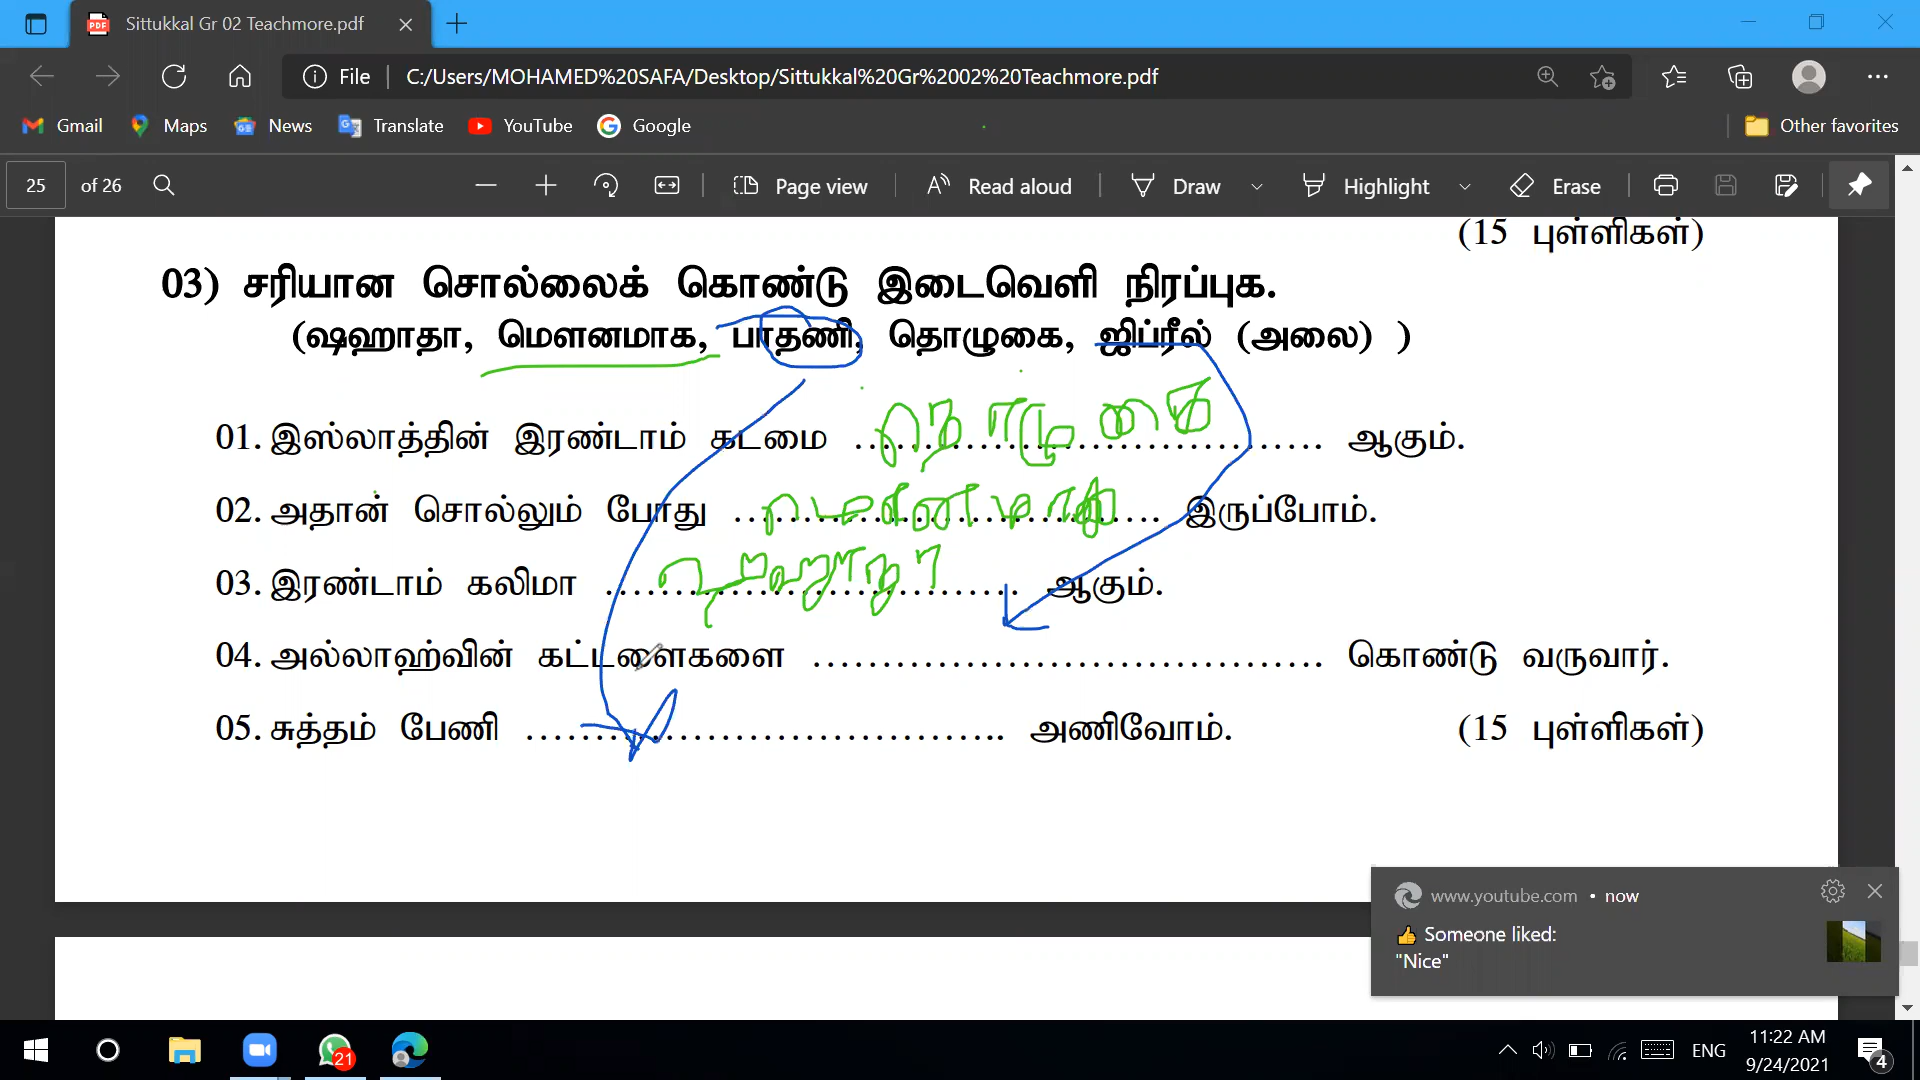 Sittukkal Gr 02 Teachmore.pdf
File C:/Users/MOHAMED%20SAFA/Desktop/Sittukkal%20Gr%2002%20Teachmore.pdf
Gmail Maps News Translate YouTube Google Other favorites
25 of 26 Page view Read aloud Draw Highlight Erase
(15 புள்ளிகள்)
03) சரியான சொல்லைக் கொண்டு இடைவெளி நிரப்புக.
(ஷஹாதா, மௌனமாக, பாதணி, தொழுகை, ஜிப்ரீல் (அலை) )
01. இஸ்லாத்தின் இரண்டாம் கடமை தொழுகை ஆகும்.
02. அதான் சொல்லும் போது மௌனமாக இருப்போம்.
03. இரண்டாம் கலிமா ஷஹாதா ஆகும்.
04. அல்லாஹ்வின் கட்டளைகளை ..................................... கொண்டு வருவார்.
05. சுத்தம் பேணி ................................... அணிவோம். (15 புள்ளிகள்)
www.youtube.com • now
Someone liked:
"Nice"
21
ENG
11:22 AM
9/24/2021
4